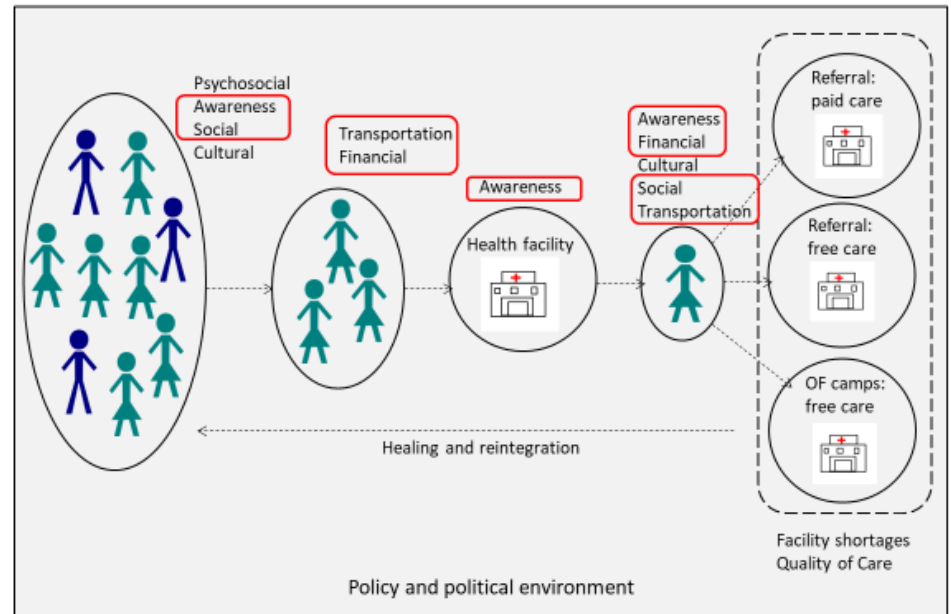 Psychosocial
Awareness
Social
Cultural
Transportation
Financial
Awareness
Health facility
Awareness
Financial
Cultural
Social
Transportation
Referral:
paid care
Referral:
free care
OF camps:
free care
Healing and reintegration
Facility shortages
Quality of Care
Policy and political environment